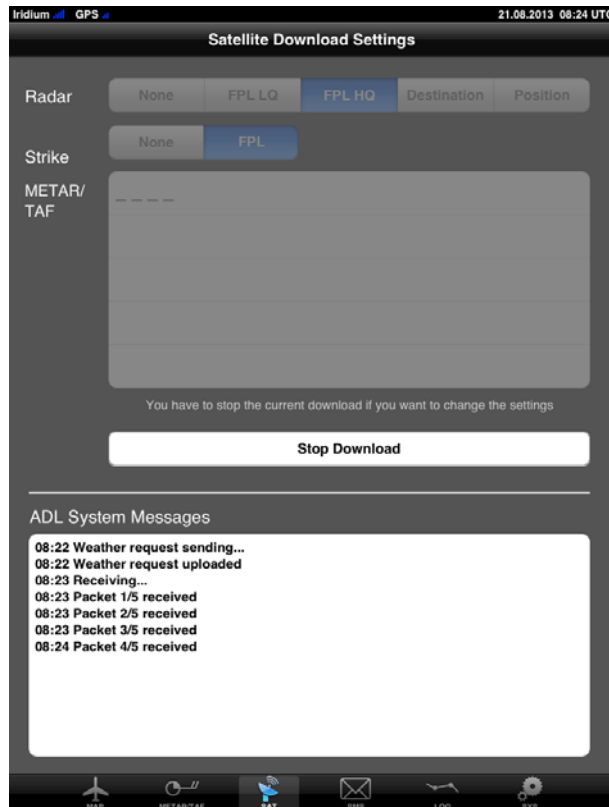 Iridium GPS 21.08.2013 08:24 UTC
Satellite Download Settings
Radar None FPL LQ FPL HQ Destination Position
Strike None FPL
METAR/
TAF
_ _ _ _
You have to stop the current download if you want to change the settings
Stop Download
ADL System Messages
08:22 Weather request sending...
08:22 Weather request uploaded
08:23 Receiving...
08:23 Packet 1/5 received
08:23 Packet 2/5 received
08:23 Packet 3/5 received
08:24 Packet 4/5 received
MAP METAR/TAF SAT SMS LOG SYS